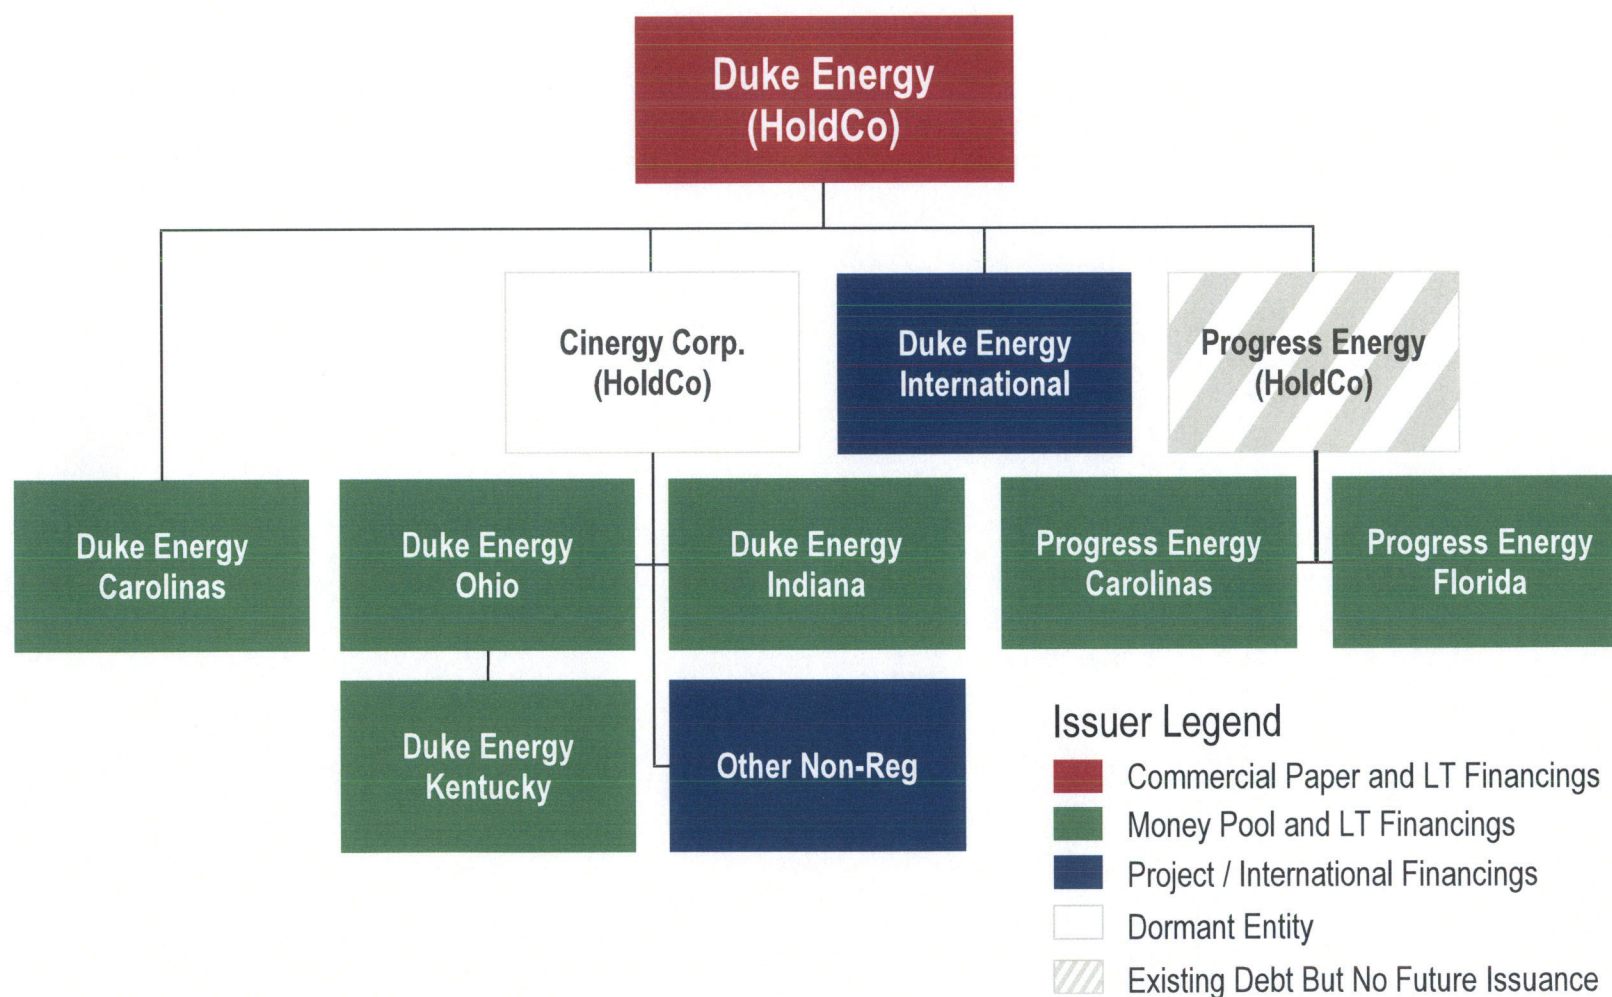 Duke Energy
(HoldCo)
Cinergy Corp.
(HoldCo)
Duke Energy
International
Progress Energy
(HoldCo)
Duke Energy
Carolinas
Duke Energy
Ohio
Duke Energy
Indiana
Progress Energy
Carolinas
Progress Energy
Florida
Duke Energy
Kentucky
Other Non-Reg
Issuer Legend
Commercial Paper and LT Financings
Money Pool and LT Financings
Project / International Financings
Dormant Entity
Existing Debt But No Future Issuance